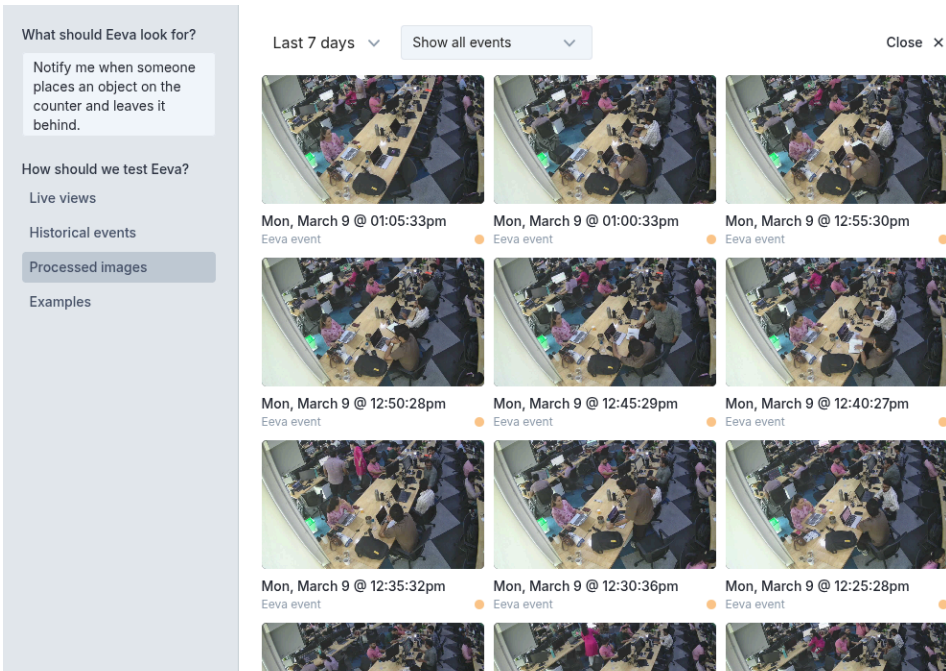 What should Eeva look for?
Notify me when someone
places an object on the
counter and leaves it
behind.
How should we test Eeva?
Live views
Historical events
Processed images
Examples
Last 7 days
Show all events
Close ×
Mon, March 9 @ 01:05:33pm
Eeva event
Mon, March 9 @ 01:00:33pm
Eeva event
Mon, March 9 @ 12:55:30pm
Eeva event
Mon, March 9 @ 12:50:28pm
Eeva event
Mon, March 9 @ 12:45:29pm
Eeva event
Mon, March 9 @ 12:40:27pm
Eeva event
Mon, March 9 @ 12:35:32pm
Eeva event
Mon, March 9 @ 12:30:36pm
Eeva event
Mon, March 9 @ 12:25:28pm
Eeva event